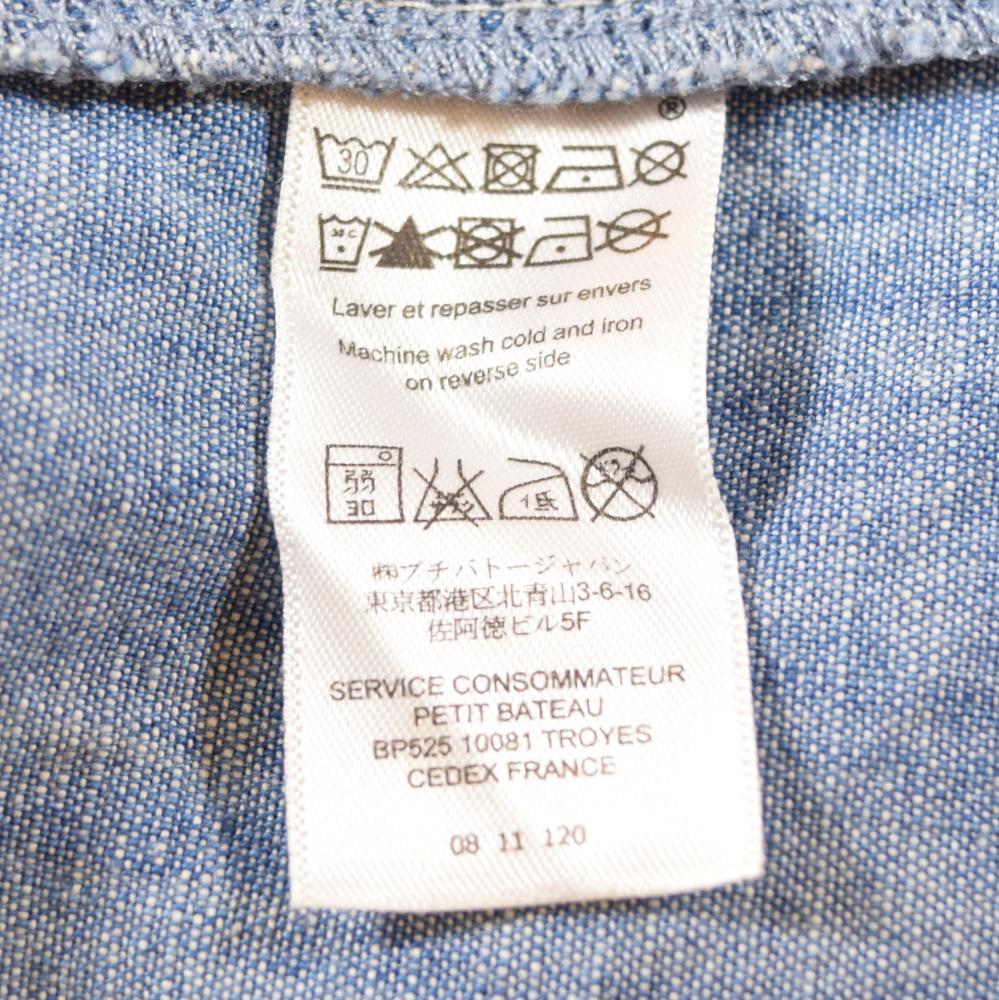 ®
30
30 C
Laver et repasser sur envers
Machine wash cold and iron
on reverse side
弱
30
低
㈱プチバトージャパン
東京都港区北青山3-6-16
佐阿徳ビル5F
SERVICE CONSOMMATEUR
PETIT BATEAU
BP525 10081 TROYES
CEDEX FRANCE
08 11 120